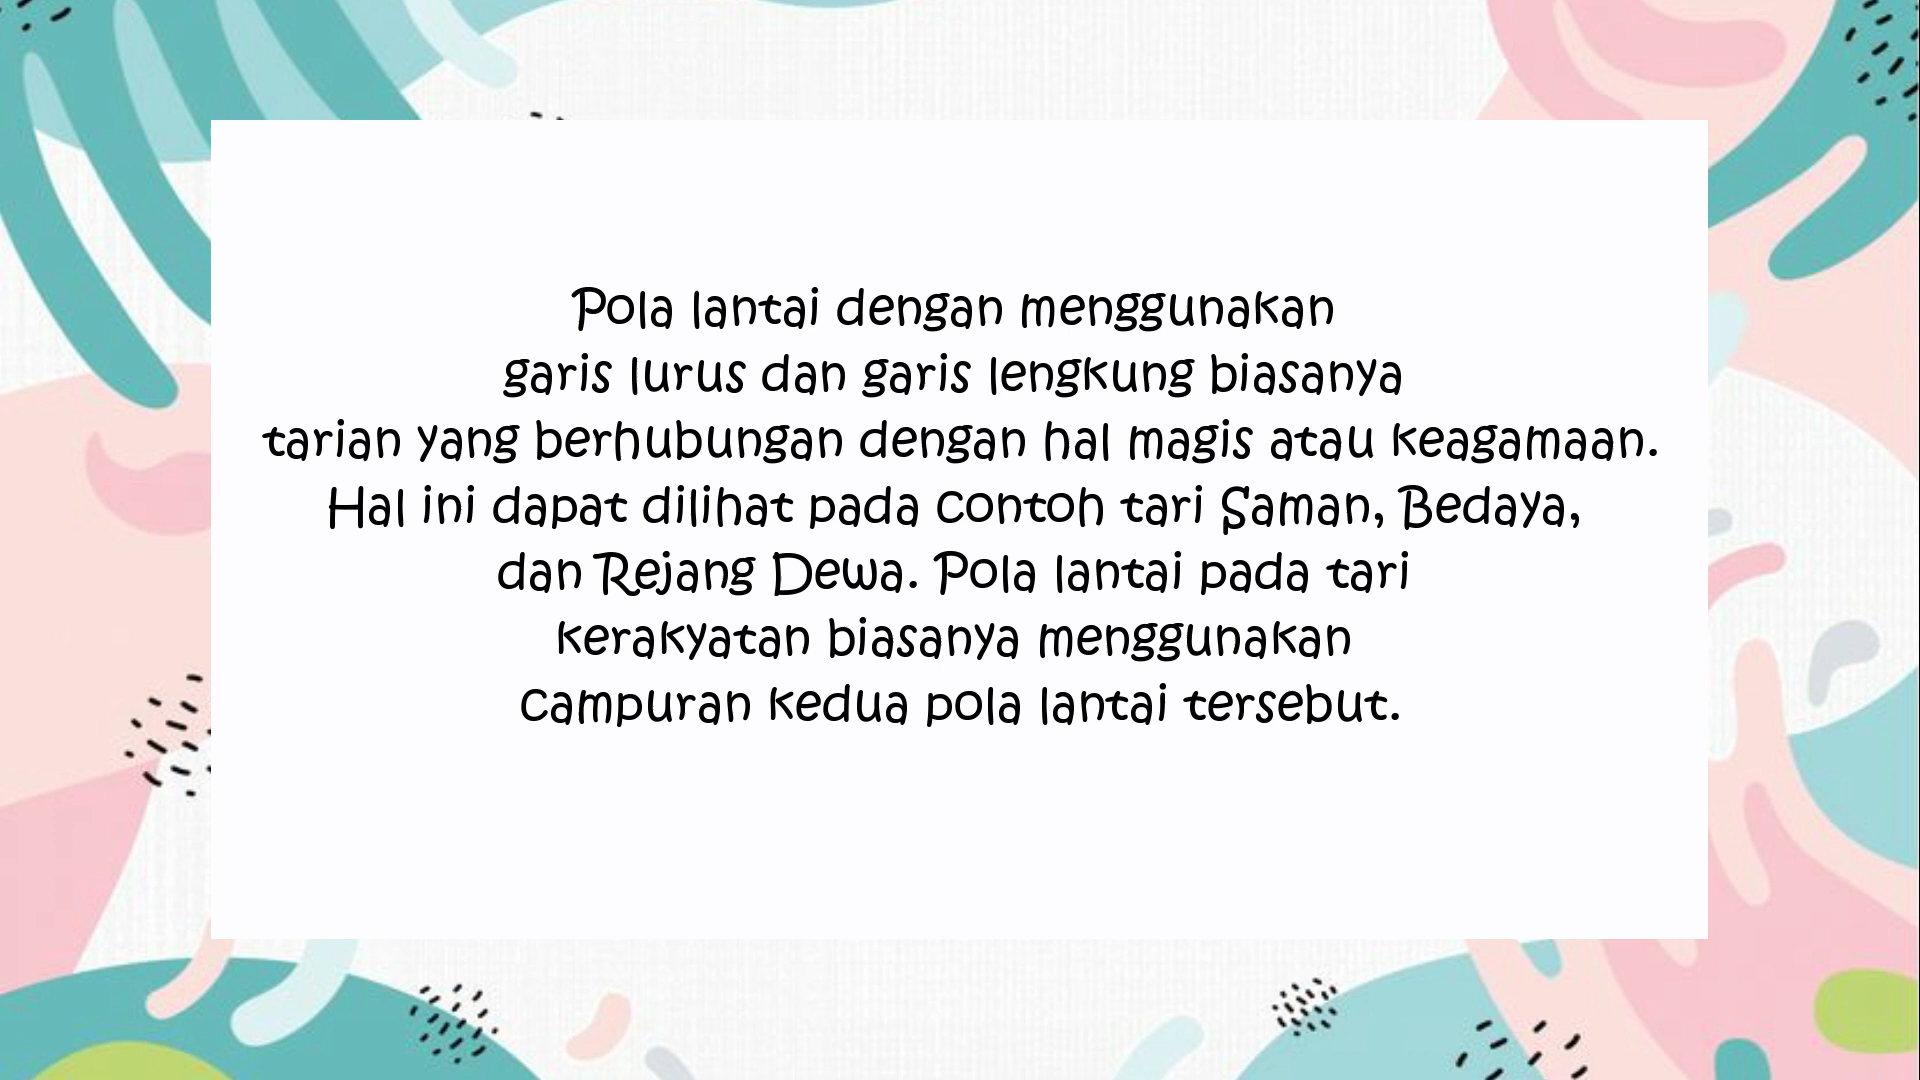 Pola lantai dengan menggunakan
garis lurus dan garis lengkung biasanya
tarian yang berhubungan dengan hal magis atau keagamaan.
Hal ini dapat dilihat pada contoh tari Saman, Bedaya,
dan Rejang Dewa. Pola lantai pada tari
kerakyatan biasanya menggunakan
campuran kedua pola lantai tersebut.